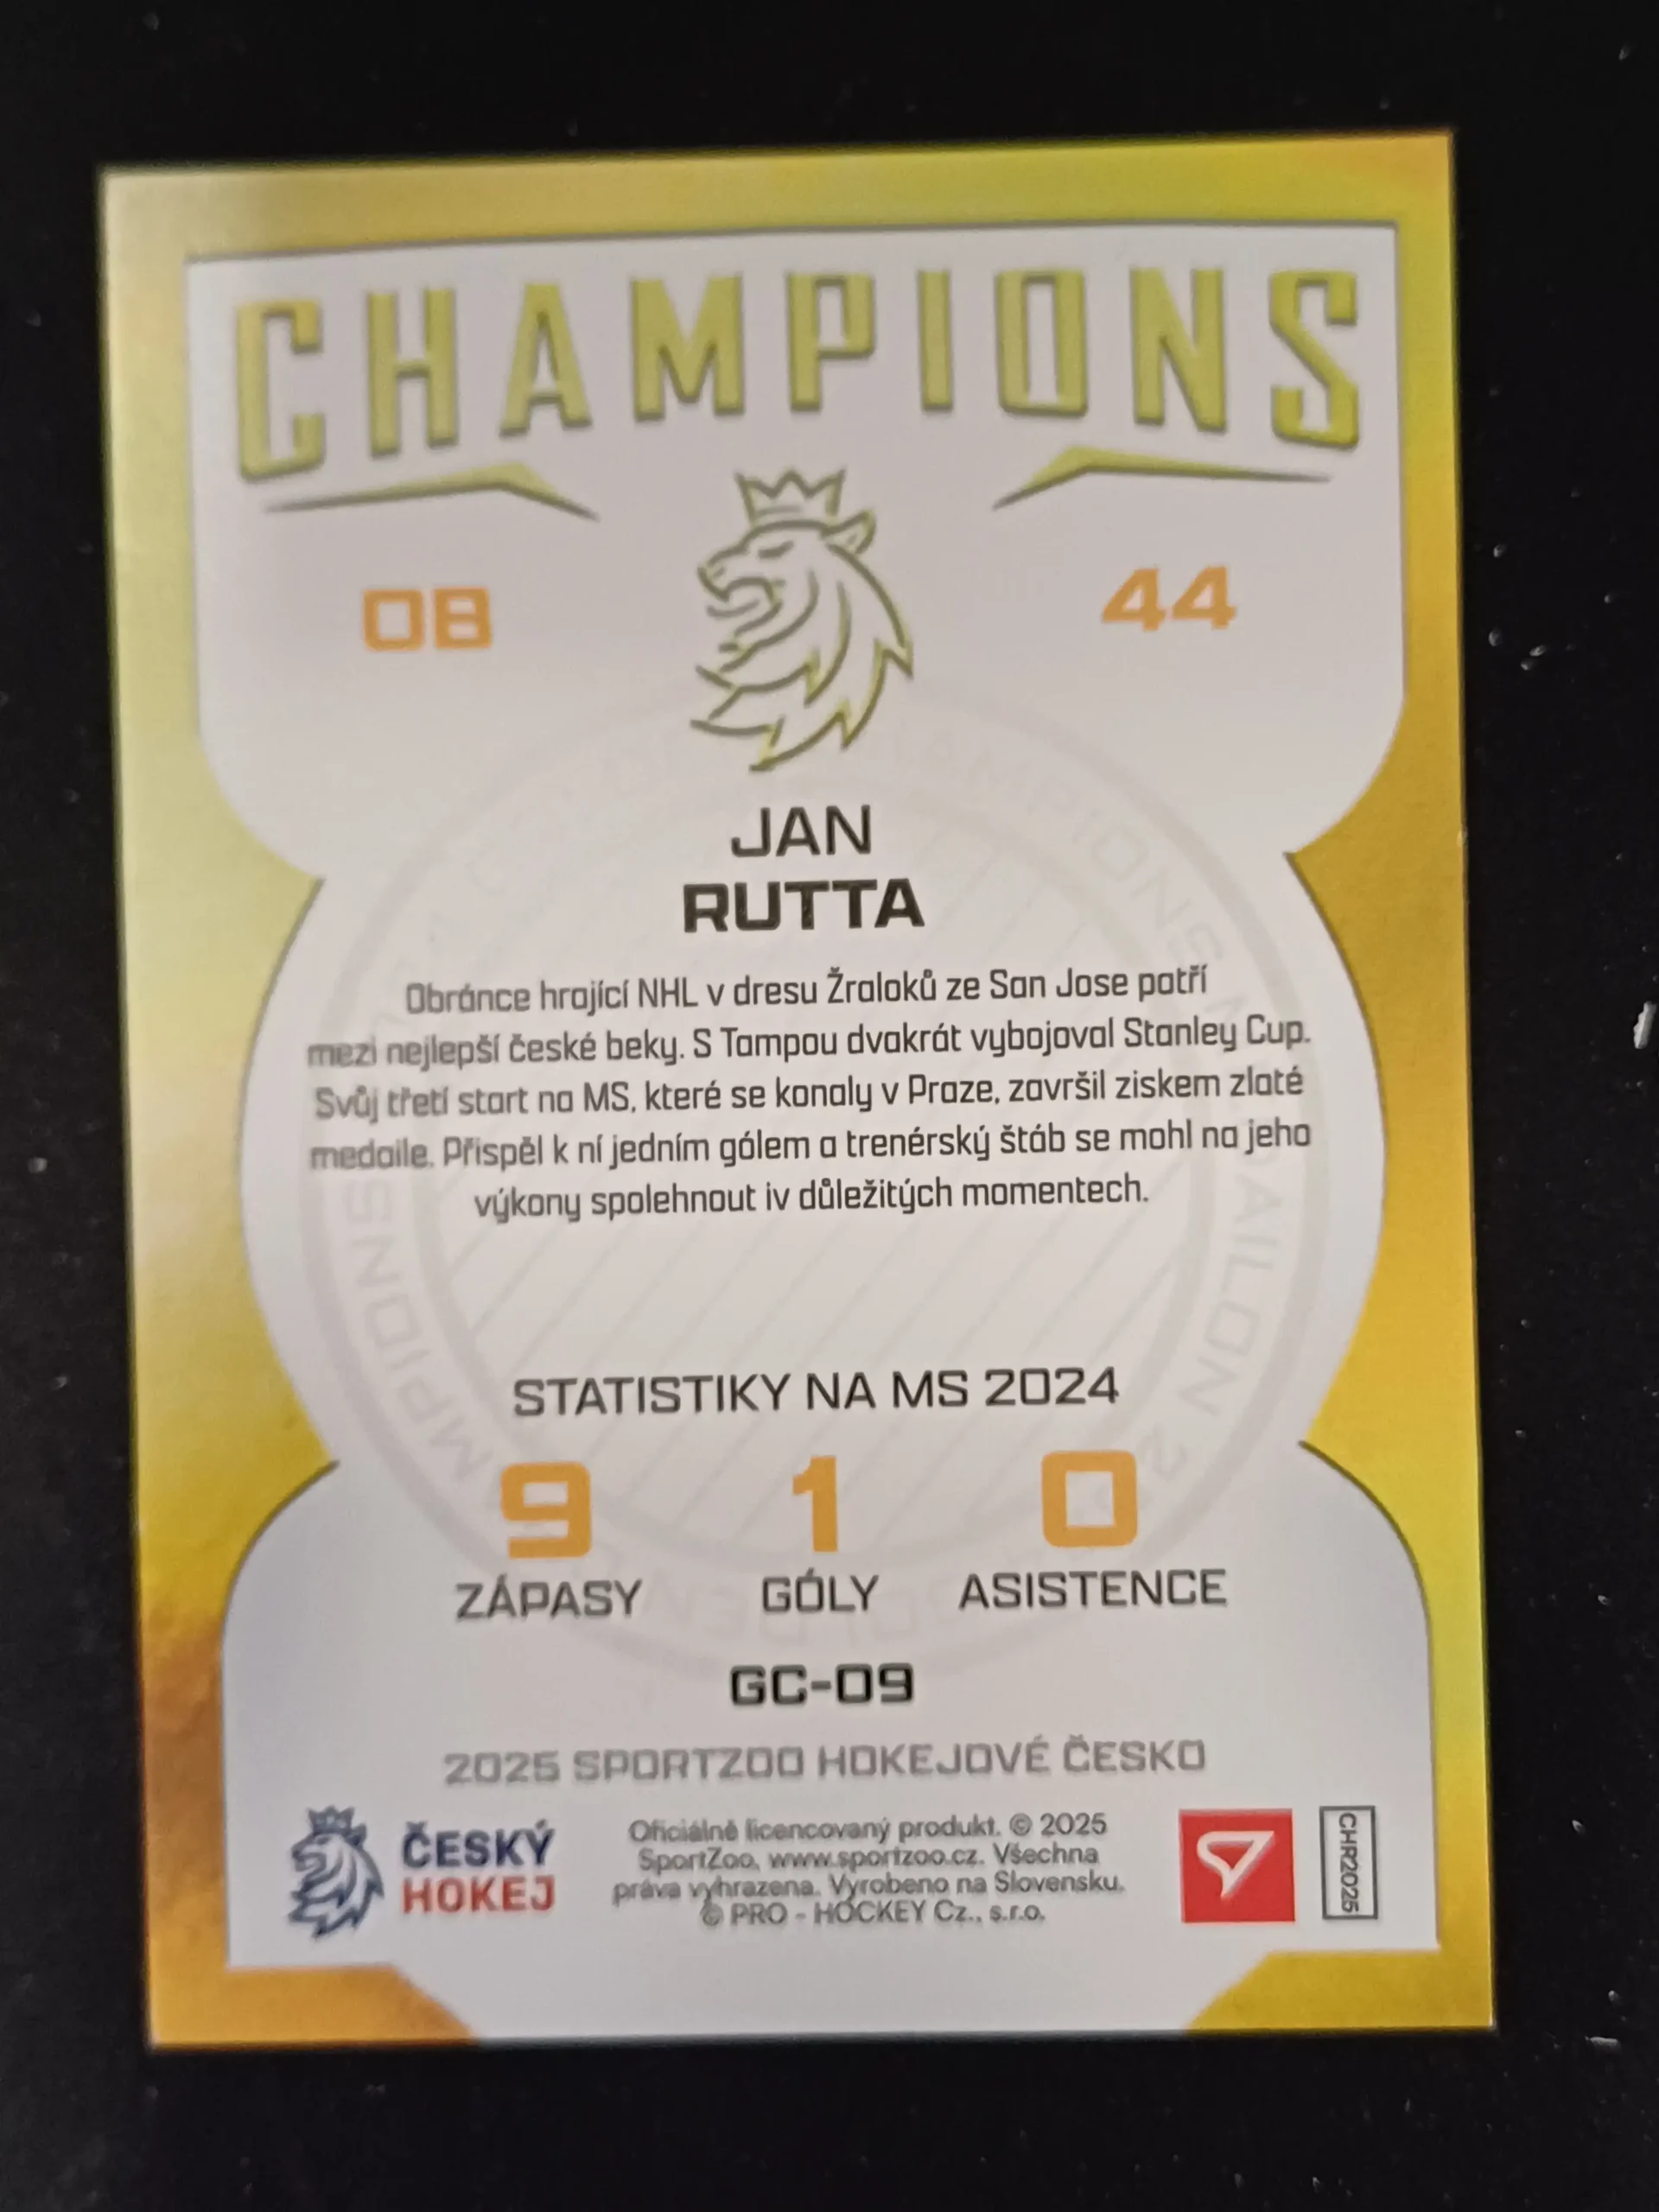 CHAMPIONS
08
44
JAN
RUTTA
Obránce hrající NHL v dresu Žraloků ze San Jose patří
mezi nejlepší české beky. S Tampou dvakrát vybojoval Stanley Cup.
Svůj třetí start na MS, které se konaly v Praze, završil ziskem zlaté
medaile. Přispěl k ní jedním gólem a trenérský štáb se mohl na jeho
výkony spolehnout iv důležitých momentech.
STATISTIKY NA MS 2024
9 1 0
ZÁPASY GÓLY ASISTENCE
GC-09
2025 SPORTZOO HOKEJOVÉ ČESKO
ČESKÝ
HOKEJ
Oficiálně licencovaný produkt. © 2025
SportZoo, www.sportzoo.cz. Všechna
práva vyhrazena. Vyrobeno na Slovensku.
© PRO - HOCKEY Cz., s.r.o.
CHR2025